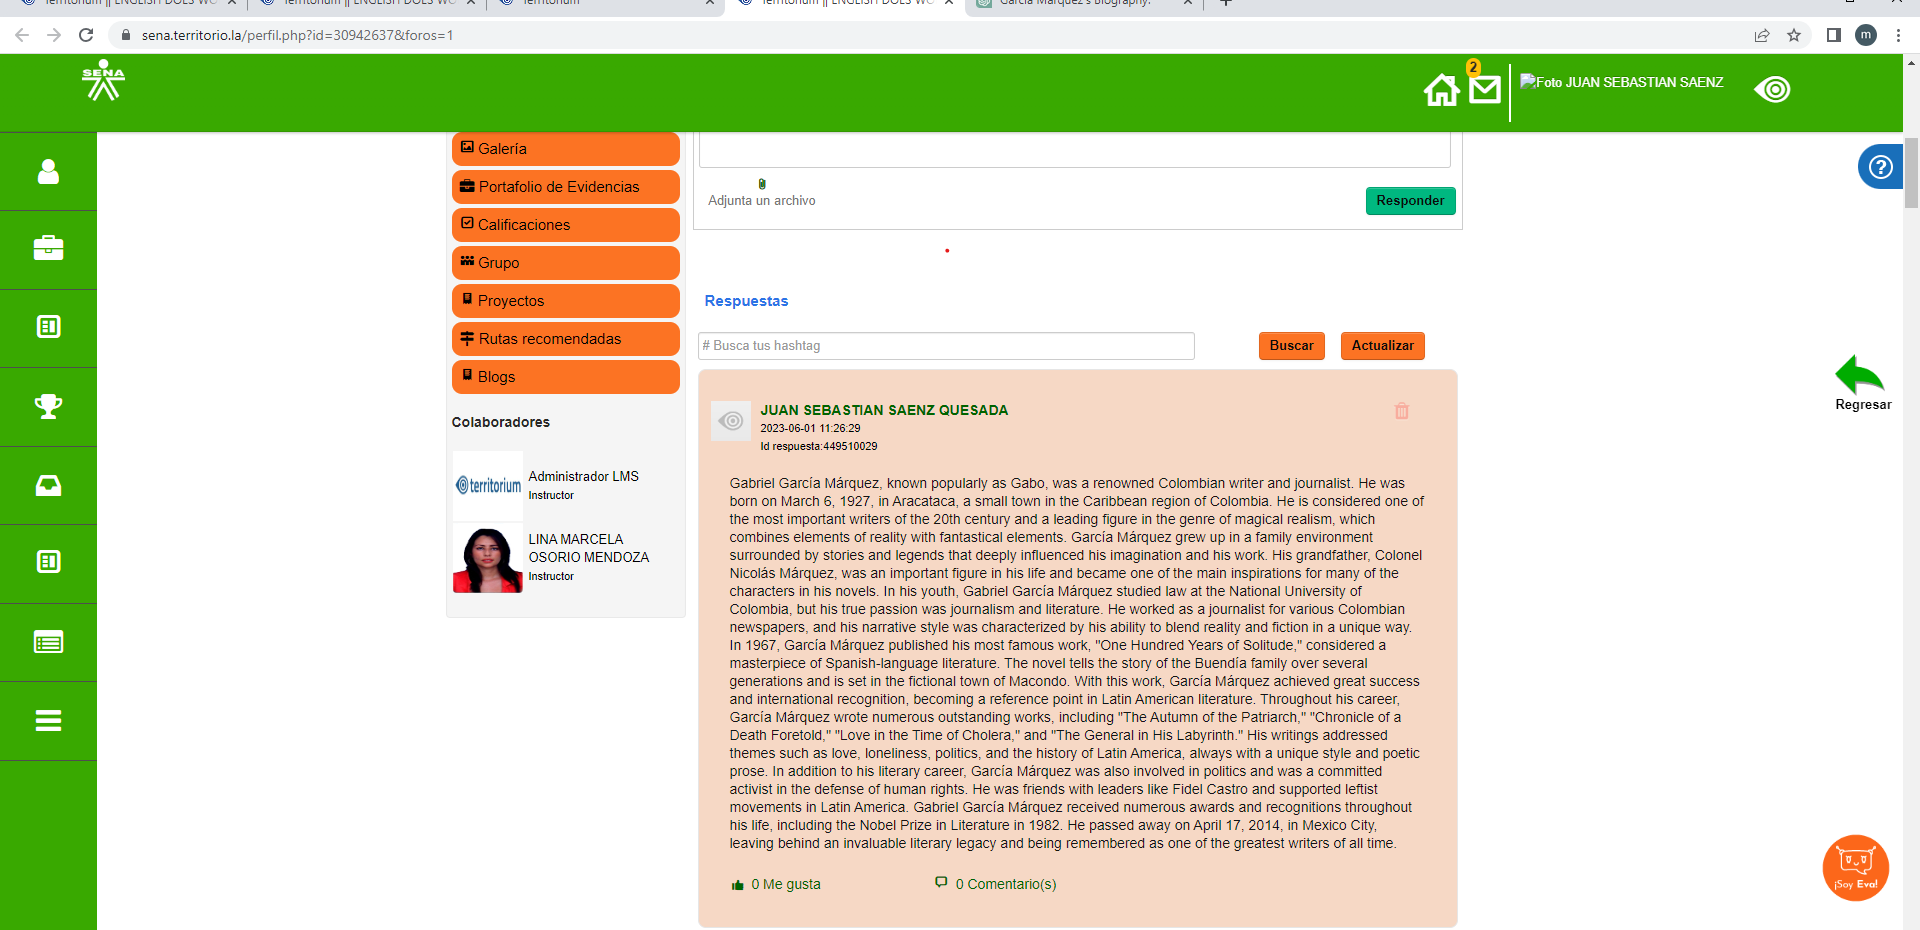 Territorium || ENGLISH DOES WO
Territorium || ENGLISH DOES WO
Territorium
Territorium || ENGLISH DOES WO
García Márquez's Biography.
sena.territorio.la/perfil.php?id=30942637&foros=1
m
SENA
2
Foto JUAN SEBASTIAN SAENZ
Galería
Portafolio de Evidencias
Calificaciones
Grupo
Proyectos
Rutas recomendadas
Blogs
Colaboradores
territorium
Administrador LMS
Instructor
LINA MARCELA
OSORIO MENDOZA
Instructor
Adjunta un archivo
Responder
Respuestas
# Busca tus hashtag
Buscar
Actualizar
JUAN SEBASTIAN SAENZ QUESADA
2023-06-01 11:26:29
Id respuesta:449510029
Gabriel García Márquez, known popularly as Gabo, was a renowned Colombian writer and journalist. He was
born on March 6, 1927, in Aracataca, a small town in the Caribbean region of Colombia. He is considered one of
the most important writers of the 20th century and a leading figure in the genre of magical realism, which
combines elements of reality with fantastical elements. García Márquez grew up in a family environment
surrounded by stories and legends that deeply influenced his imagination and his work. His grandfather, Colonel
Nicolás Márquez, was an important figure in his life and became one of the main inspirations for many of the
characters in his novels. In his youth, Gabriel García Márquez studied law at the National University of
Colombia, but his true passion was journalism and literature. He worked as a journalist for various Colombian
newspapers, and his narrative style was characterized by his ability to blend reality and fiction in a unique way.
In 1967, García Márquez published his most famous work, "One Hundred Years of Solitude," considered a
masterpiece of Spanish-language literature. The novel tells the story of the Buendía family over several
generations and is set in the fictional town of Macondo. With this work, García Márquez achieved great success
and international recognition, becoming a reference point in Latin American literature. Throughout his career,
García Márquez wrote numerous outstanding works, including "The Autumn of the Patriarch," "Chronicle of a
Death Foretold," "Love in the Time of Cholera," and "The General in His Labyrinth." His writings addressed
themes such as love, loneliness, politics, and the history of Latin America, always with a unique style and poetic
prose. In addition to his literary career, García Márquez was also involved in politics and was a committed
activist in the defense of human rights. He was friends with leaders like Fidel Castro and supported leftist
movements in Latin America. Gabriel García Márquez received numerous awards and recognitions throughout
his life, including the Nobel Prize in Literature in 1982. He passed away on April 17, 2014, in Mexico City,
leaving behind an invaluable literary legacy and being remembered as one of the greatest writers of all time.
0 Me gusta
0 Comentario(s)
?
Regresar
¡Soy Eva!